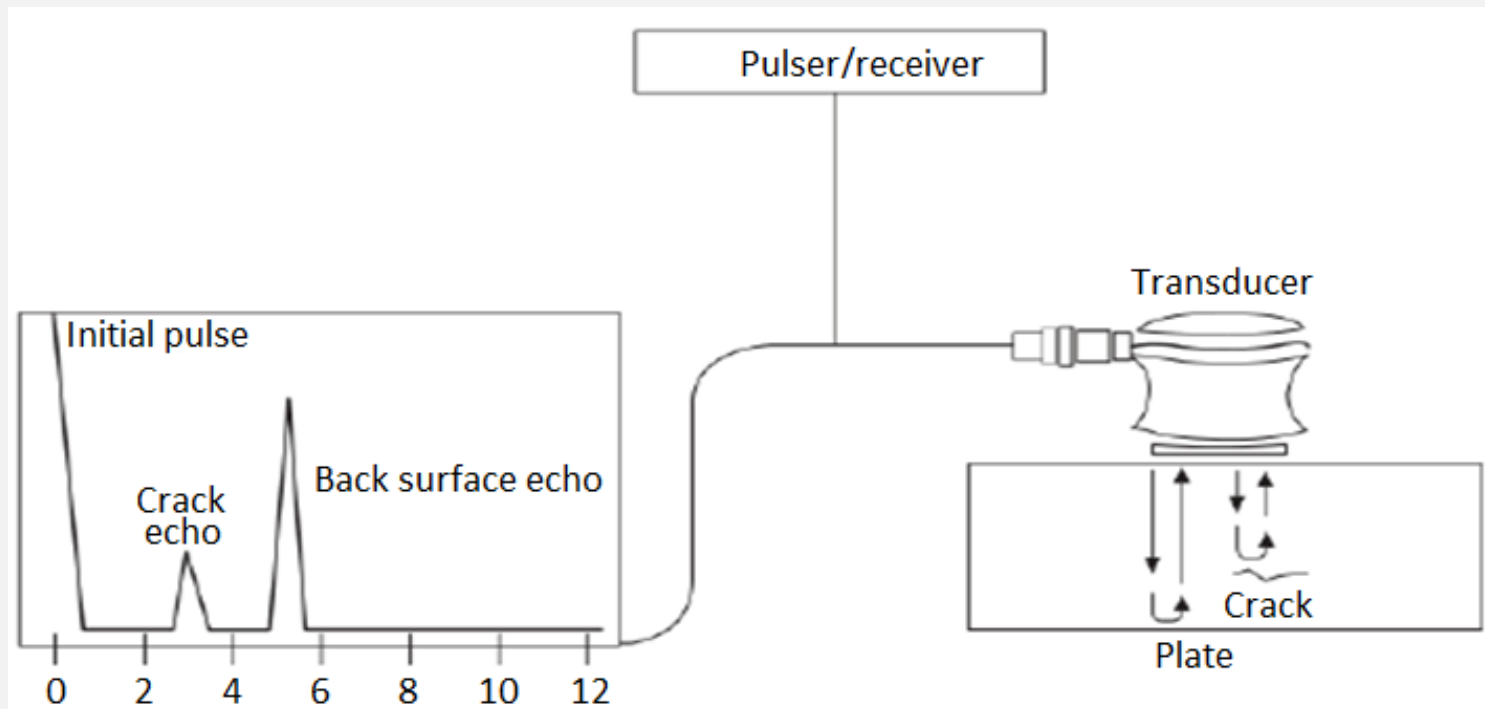 Pulser/receiver
Transducer
Initial pulse
Back surface echo
Crack
echo
Crack
Plate
0 2 4 6 8 10 12